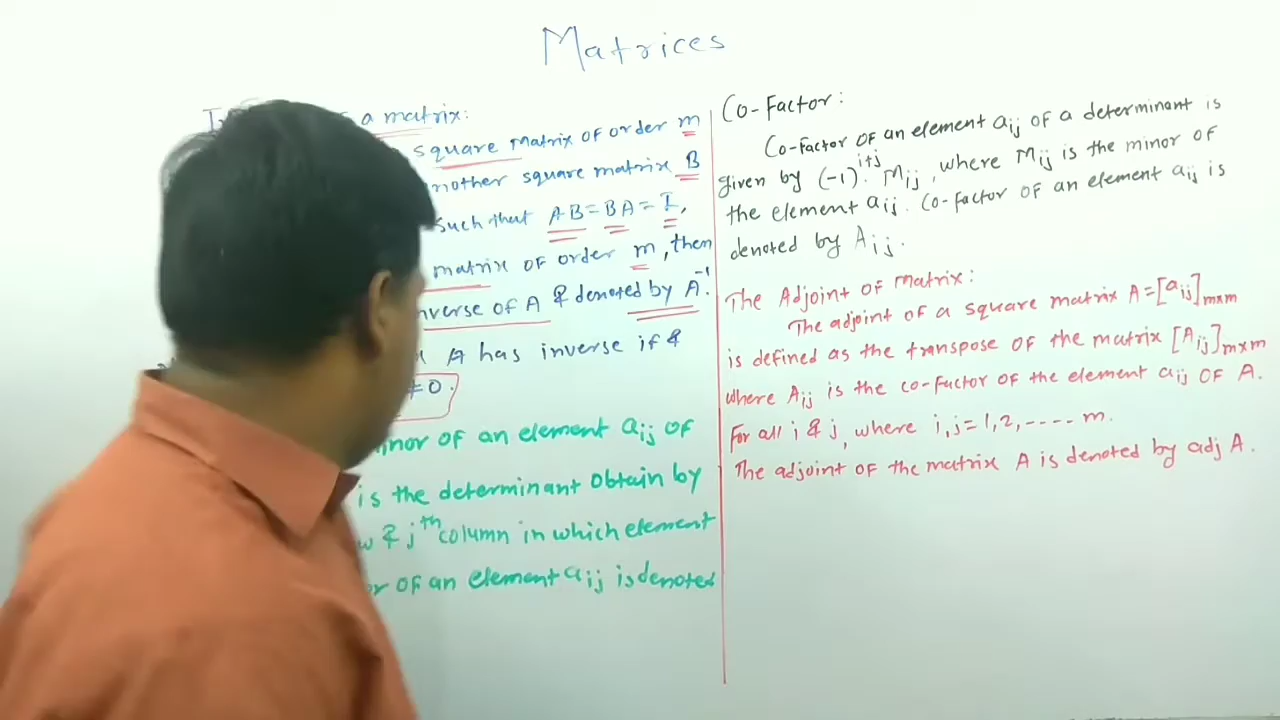 Matrices
a matrix:
square matrix of order m
nother square matrix B
such that AB=BA=I,
matrix of order m, then
nverse of A & denoted by A⁻¹.
A has inverse if &
≠0.
minor of an element aij of
is the determinant obtain by
w & jth column in which element
or of an element aij is denoted
Co-Factor:
Co-factor of an element aij of a determinant is
given by (-1)^i+j. Mij, where Mij is the minor of
the element aij. Co-factor of an element aij is
denoted by Aij.
The Adjoint of Matrix:
The adjoint of a square matrix A=[aij]m×m
is defined as the transpose of the matrix [Aij]m×m
where Aij is the co-factor of the element aij of A.
For all i & j, where i,j=1,2,----- m.
The adjoint of the matrix A is denoted by adj A.